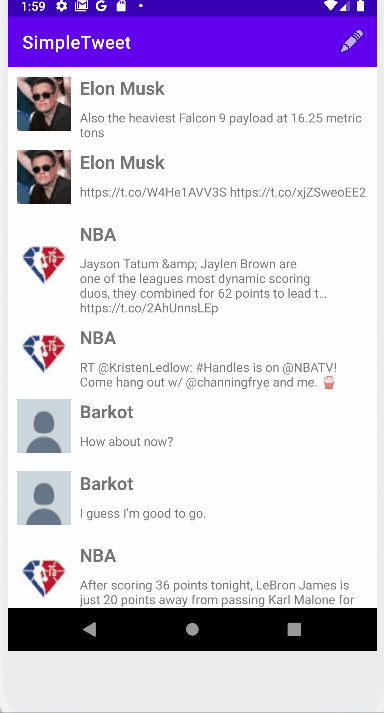 1:59
SimpleTweet
Elon Musk
Also the heaviest Falcon 9 payload at 16.25 metric
tons
Elon Musk
https://t.co/W4He1AVV3S https://t.co/xjZSweoEE2
NBA
Jayson Tatum &amp; Jaylen Brown are
one of the leagues most dynamic scoring
duos, they combined for 62 points to lead t…
https://t.co/2AhUnnsLEp
NBA
RT @KristenLedlow: #Handles is on @NBATV!
Come hang out w/ @channingfrye and me. 🍿
Barkot
How about now?
Barkot
I guess I'm good to go.
NBA
After scoring 36 points tonight, LeBron James is
just 20 points away from passing Karl Malone for